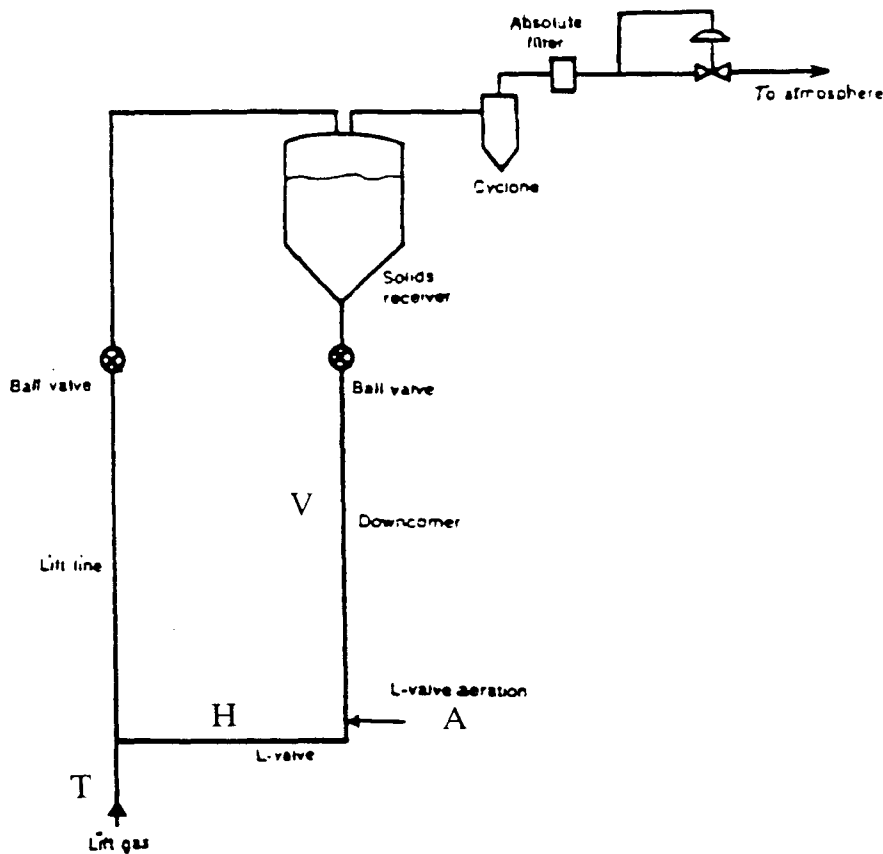 Absolute
filter
To atmosphere
Cyclone
Solids
receiver
Ball valve
Ball valve
V
Downcomer
Lift line
L-valve aeration
H
A
L-valve
T
Lift gas